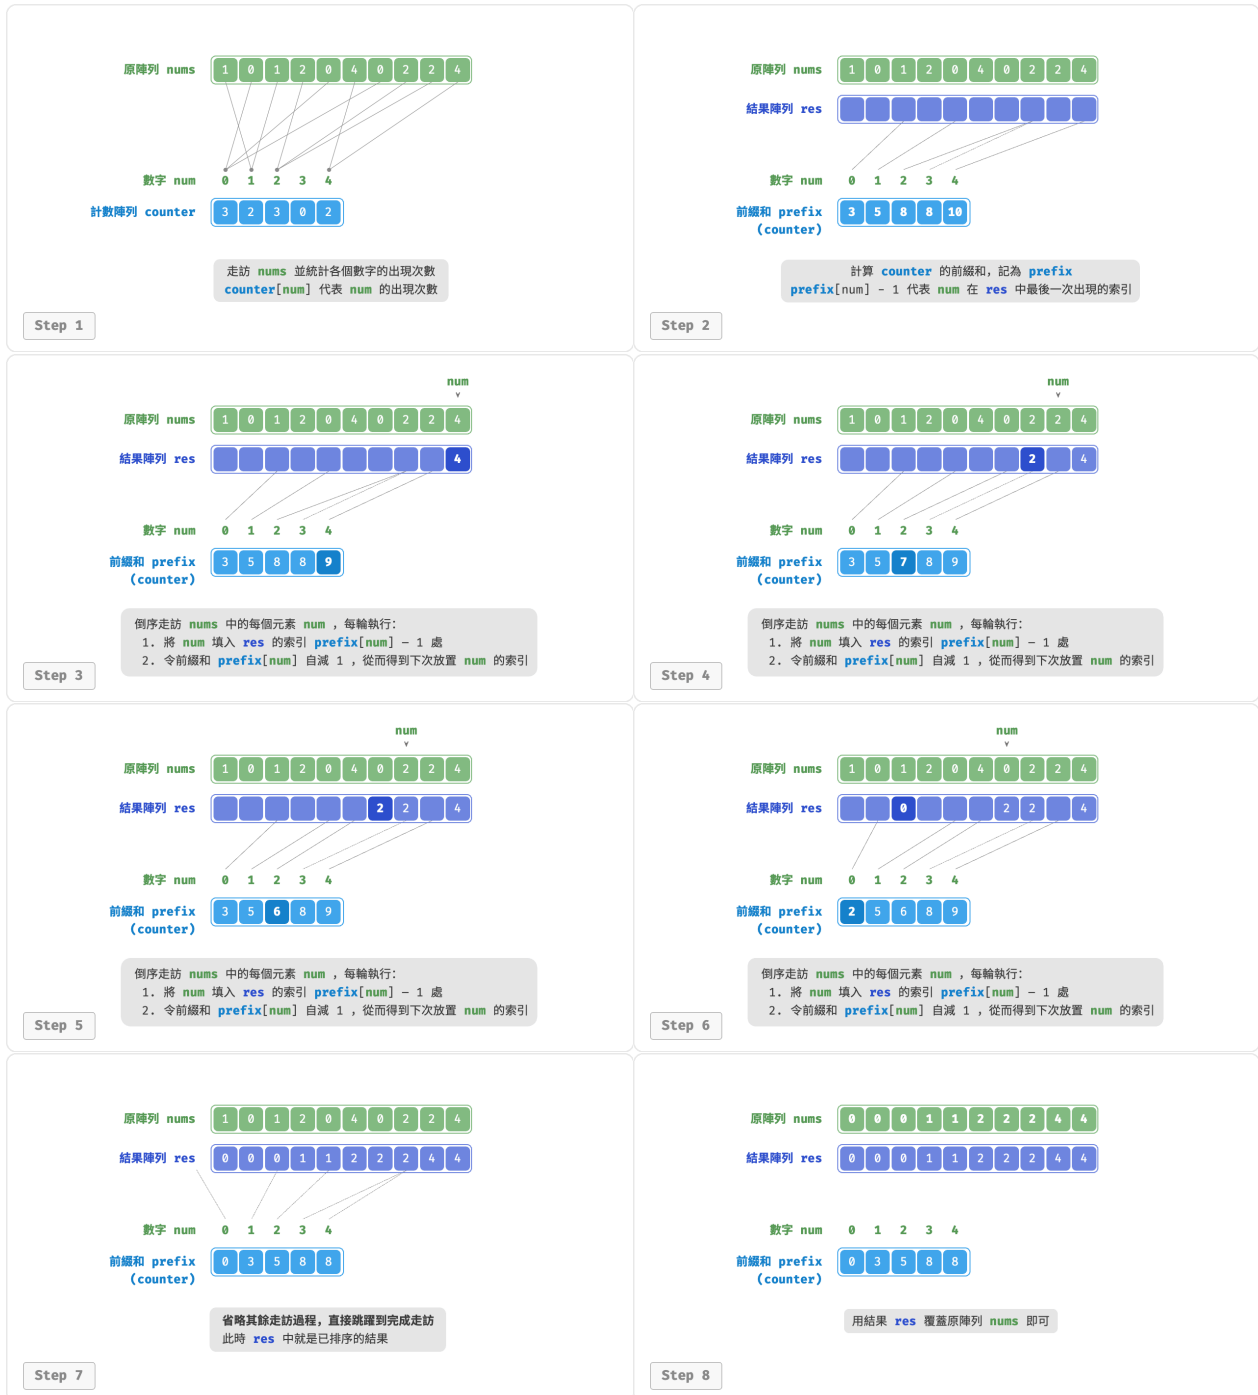 原陣列 nums 1 0 1 2 0 4 0 2 2 4
數字 num 0 1 2 3 4
計數陣列 counter 3 2 3 0 2
走訪 nums 並統計各個數字的出現次數
counter[num] 代表 num 的出現次數
Step 1
原陣列 nums 1 0 1 2 0 4 0 2 2 4
結果陣列 res
數字 num 0 1 2 3 4
前綴和 prefix 3 5 8 8 10
(counter)
計算 counter 的前綴和，記為 prefix
prefix[num] - 1 代表 num 在 res 中最後一次出現的索引
Step 2
num
原陣列 nums 1 0 1 2 0 4 0 2 2 4
結果陣列 res 4
數字 num 0 1 2 3 4
前綴和 prefix 3 5 8 8 9
(counter)
倒序走訪 nums 中的每個元素 num ，每輪執行：
1. 將 num 填入 res 的索引 prefix[num] - 1 處
2. 令前綴和 prefix[num] 自減 1 ，從而得到下次放置 num 的索引
Step 3
num
原陣列 nums 1 0 1 2 0 4 0 2 2 4
結果陣列 res 2 4
數字 num 0 1 2 3 4
前綴和 prefix 3 5 7 8 9
(counter)
倒序走訪 nums 中的每個元素 num ，每輪執行：
1. 將 num 填入 res 的索引 prefix[num] - 1 處
2. 令前綴和 prefix[num] 自減 1 ，從而得到下次放置 num 的索引
Step 4
num
原陣列 nums 1 0 1 2 0 4 0 2 2 4
結果陣列 res 2 2 4
數字 num 0 1 2 3 4
前綴和 prefix 3 5 6 8 9
(counter)
倒序走訪 nums 中的每個元素 num ，每輪執行：
1. 將 num 填入 res 的索引 prefix[num] - 1 處
2. 令前綴和 prefix[num] 自減 1 ，從而得到下次放置 num 的索引
Step 5
num
原陣列 nums 1 0 1 2 0 4 0 2 2 4
結果陣列 res 0 2 2 4
數字 num 0 1 2 3 4
前綴和 prefix 2 5 6 8 9
(counter)
倒序走訪 nums 中的每個元素 num ，每輪執行：
1. 將 num 填入 res 的索引 prefix[num] - 1 處
2. 令前綴和 prefix[num] 自減 1 ，從而得到下次放置 num 的索引
Step 6
原陣列 nums 1 0 1 2 0 4 0 2 2 4
結果陣列 res 0 0 0 1 1 2 2 2 4 4
數字 num 0 1 2 3 4
前綴和 prefix 0 3 5 8 8
(counter)
省略其餘走訪過程，直接跳躍到完成走訪
此時 res 中就是已排序的結果
Step 7
原陣列 nums 0 0 0 1 1 2 2 2 4 4
結果陣列 res 0 0 0 1 1 2 2 2 4 4
數字 num 0 1 2 3 4
前綴和 prefix 0 3 5 8 8
(counter)
用結果 res 覆蓋原陣列 nums 即可
Step 8